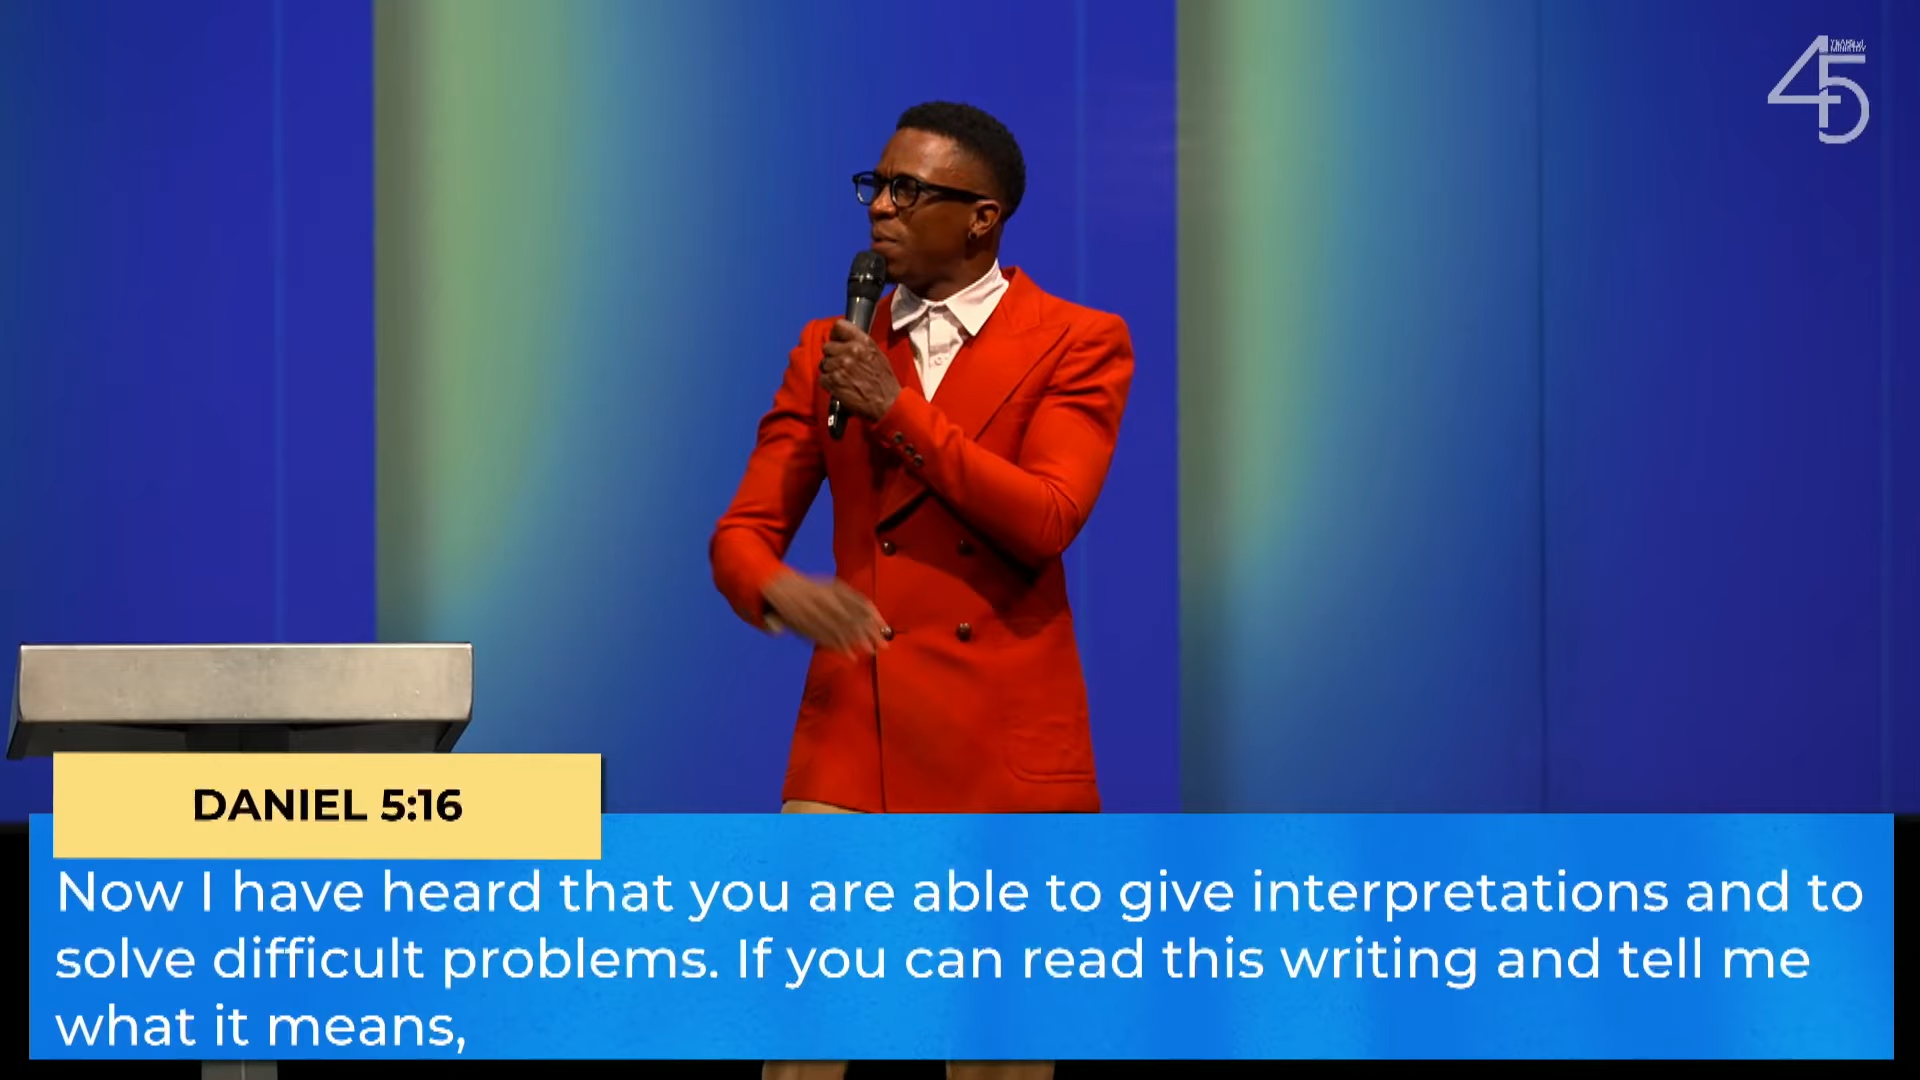 45
DANIEL 5:16
Now I have heard that you are able to give interpretations and to
solve difficult problems. If you can read this writing and tell me
what it means,